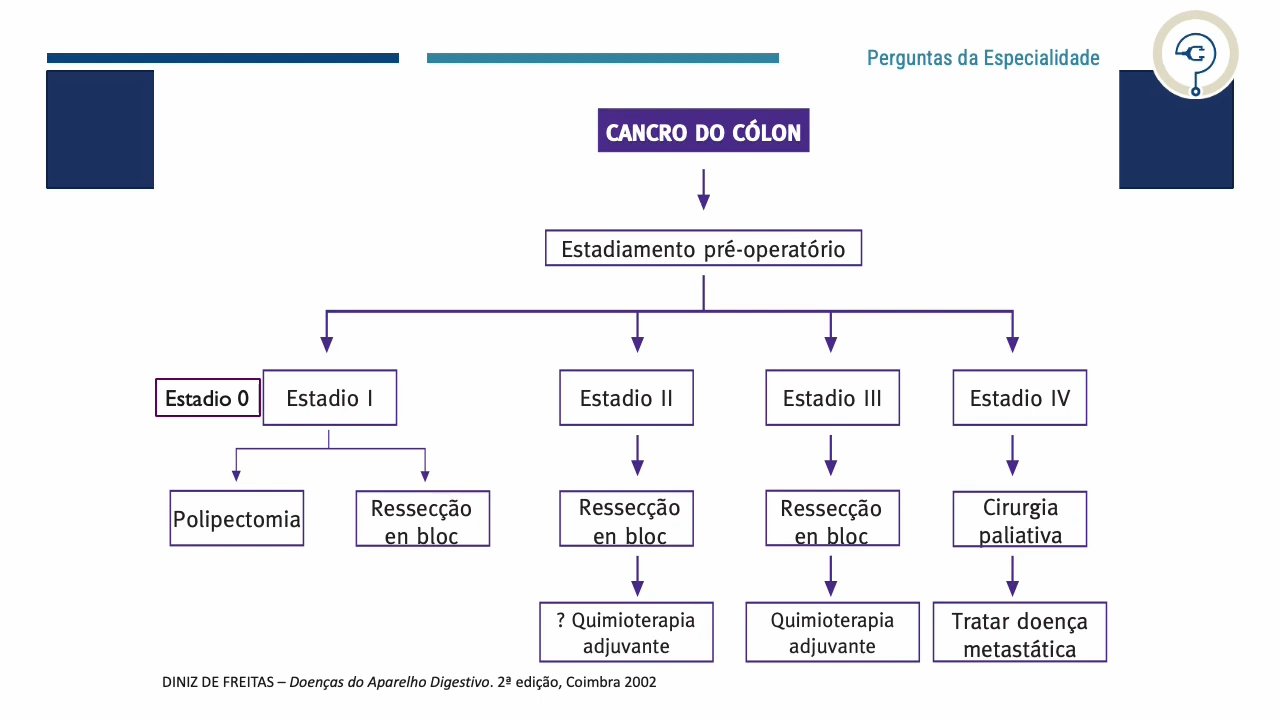 Perguntas da Especialidade
CANCRO DO CÓLON
Estadiamento pré-operatório
Estadio 0
Estadio I
Estadio II
Estadio III
Estadio IV
Polipectomia
Ressecção
en bloc
Ressecção
en bloc
Ressecção
en bloc
Cirurgia
paliativa
? Quimioterapia
adjuvante
Quimioterapia
adjuvante
Tratar doença
metastática
DINIZ DE FREITAS – Doenças do Aparelho Digestivo. 2ª edição, Coimbra 2002